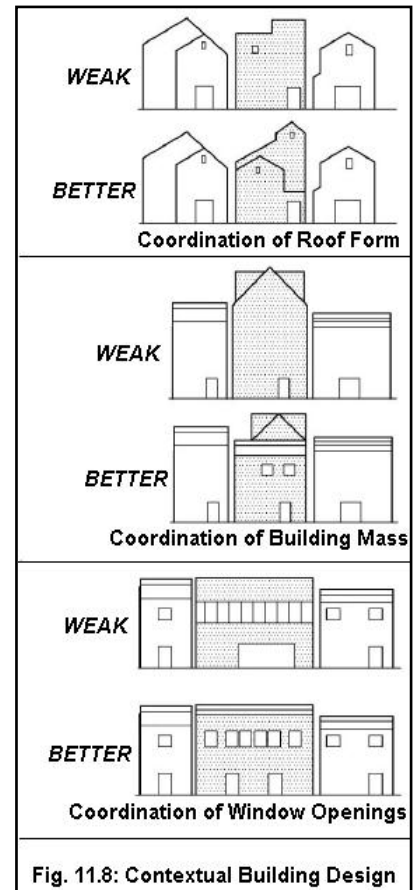 WEAK
BETTER
Coordination of Roof Form
WEAK
BETTER
Coordination of Building Mass
WEAK
BETTER
Coordination of Window Openings
Fig. 11.8: Contextual Building Design